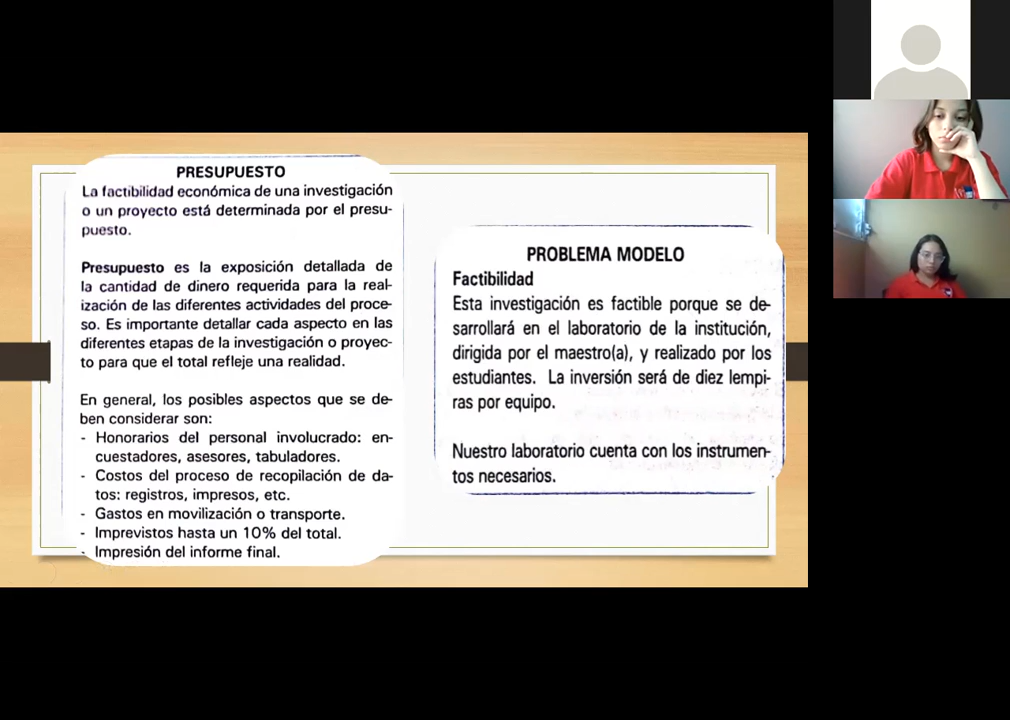 PRESUPUESTO
La factibilidad económica de una investigación
o un proyecto está determinada por el presu-
puesto.
Presupuesto es la exposición detallada de
la cantidad de dinero requerida para la real-
ización de las diferentes actividades del proce-
so. Es importante detallar cada aspecto en las
diferentes etapas de la investigación o proyec-
to para que el total refleje una realidad.
En general, los posibles aspectos que se de-
ben considerar son:
- Honorarios del personal involucrado: en-
cuestadores, asesores, tabuladores.
- Costos del proceso de recopilación de da-
tos: registros, impresos, etc.
- Gastos en movilización o transporte.
- Imprevistos hasta un 10% del total.
- Impresión del informe final.
PROBLEMA MODELO
Factibilidad
Esta investigación es factible porque se de-
sarrollará en el laboratorio de la institución,
dirigida por el maestro(a), y realizado por los
estudiantes. La inversión será de diez lempi-
ras por equipo.
Nuestro laboratorio cuenta con los instrumen-
tos necesarios.